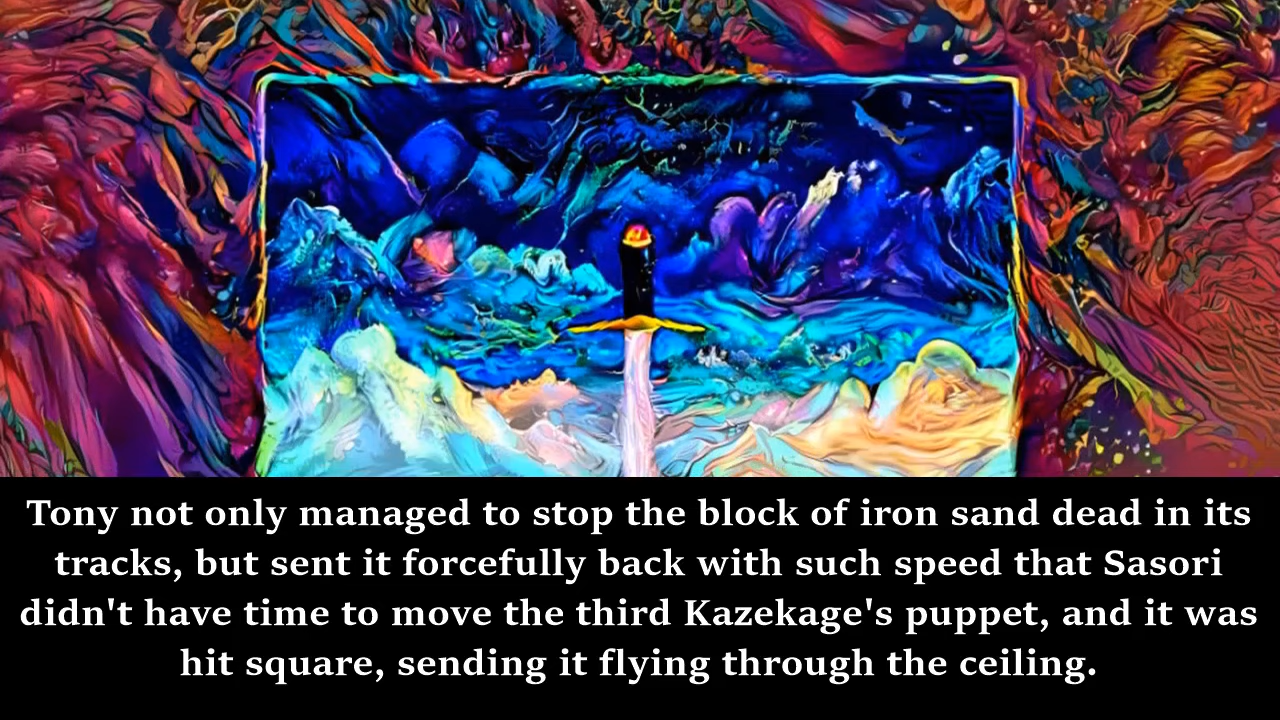 Tony not only managed to stop the block of iron sand dead in its
tracks, but sent it forcefully back with such speed that Sasori
didn't have time to move the third Kazekage's puppet, and it was
hit square, sending it flying through the ceiling.